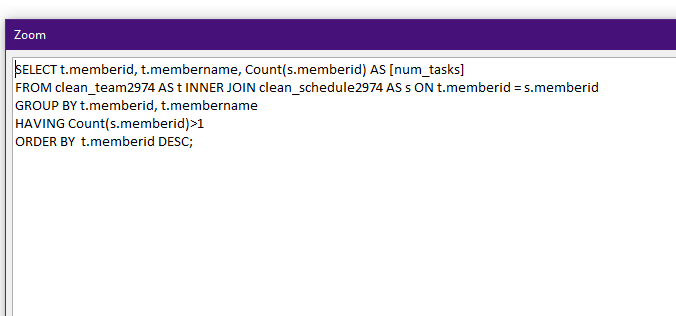 Zoom
SELECT t.memberid, t.membername, Count(s.memberid) AS [num_tasks]
FROM clean_team2974 AS t INNER JOIN clean_schedule2974 AS s ON t.memberid = s.memberid
GROUP BY t.memberid, t.membername
HAVING Count(s.memberid)>1
ORDER BY  t.memberid DESC;